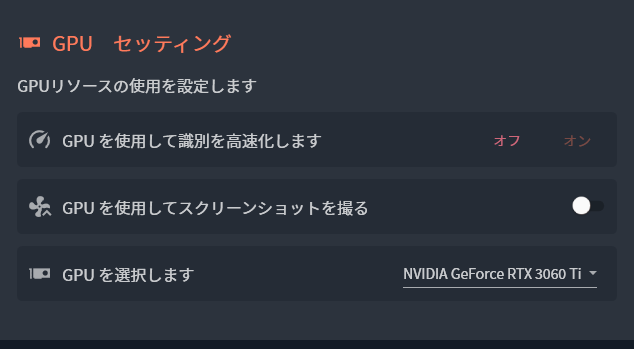 GPU　セッティング
GPUリソースの使用を設定します
GPU を使用して識別を高速化します オフ オン
GPU を使用してスクリーンショットを撮る
GPU を選択します NVIDIA GeForce RTX 3060 Ti